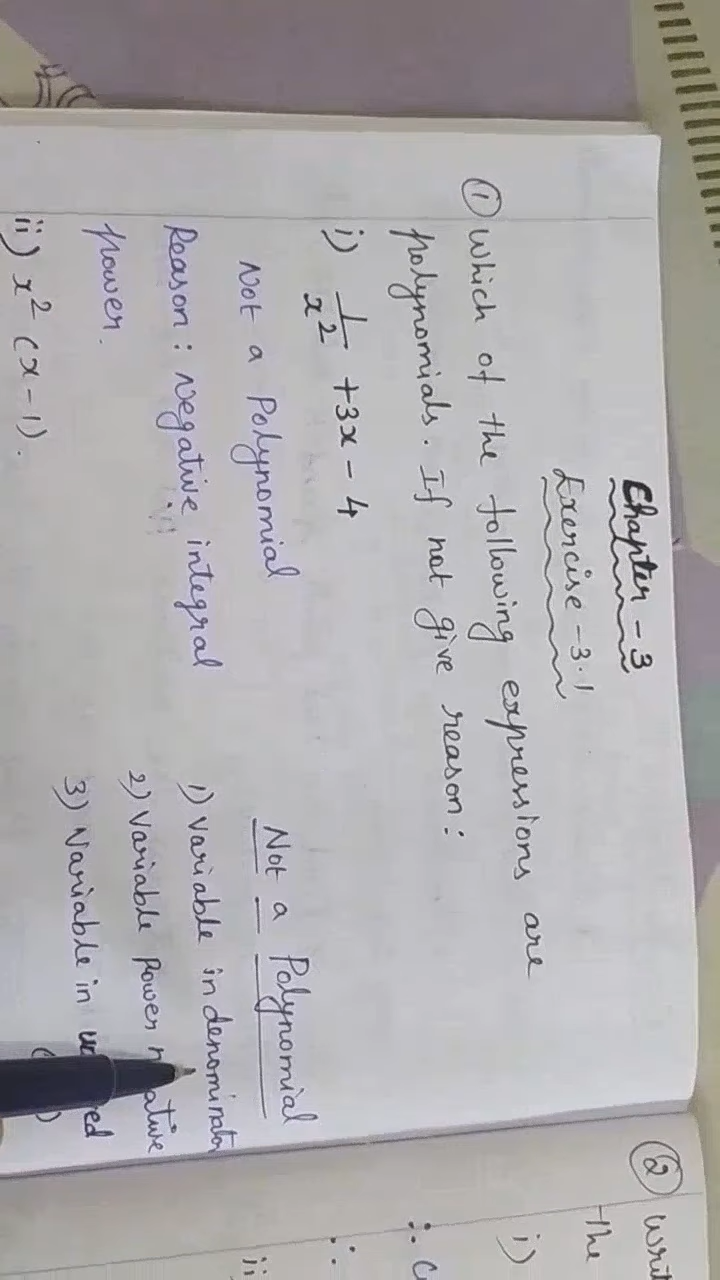 Chapter - 3
Exercise - 3.1
① Which of the following expressions are
polynomials. If not give reason:
i) 1/x² + 3x - 4
Not a Polynomial
Reason: Negative integral
power.
ii) x² (x - 1).
Not a Polynomial
1) Variable in denominator
2) Variable Power
3) Variable in
②
the
i)
∴
∴
ii